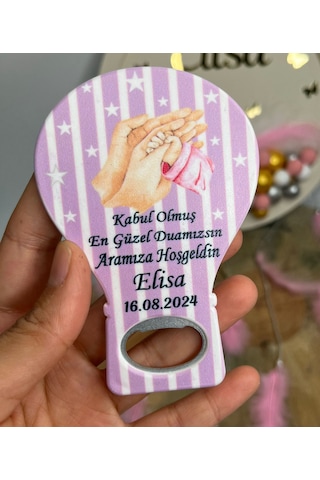 Kabul Olmuş
En Güzel Duamızsın
Aramıza Hoşgeldin
Elisa
16.08.2024